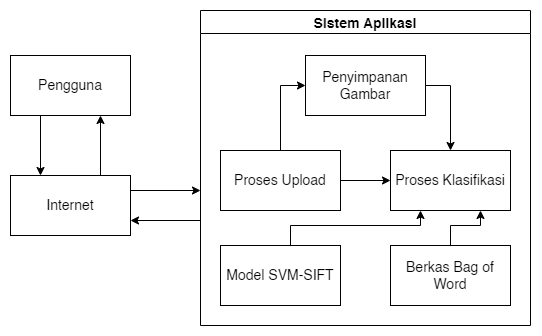 Sistem Aplikasi
Pengguna
Penyimpanan
Gambar
Proses Upload
Proses Klasifikasi
Internet
Model SVM-SIFT
Berkas Bag of
Word